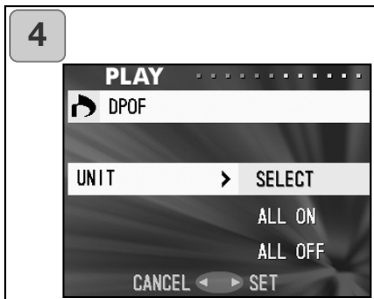 4
PLAY
DPOF
UNIT > SELECT
ALL ON
ALL OFF
CANCEL ◄ ► SET